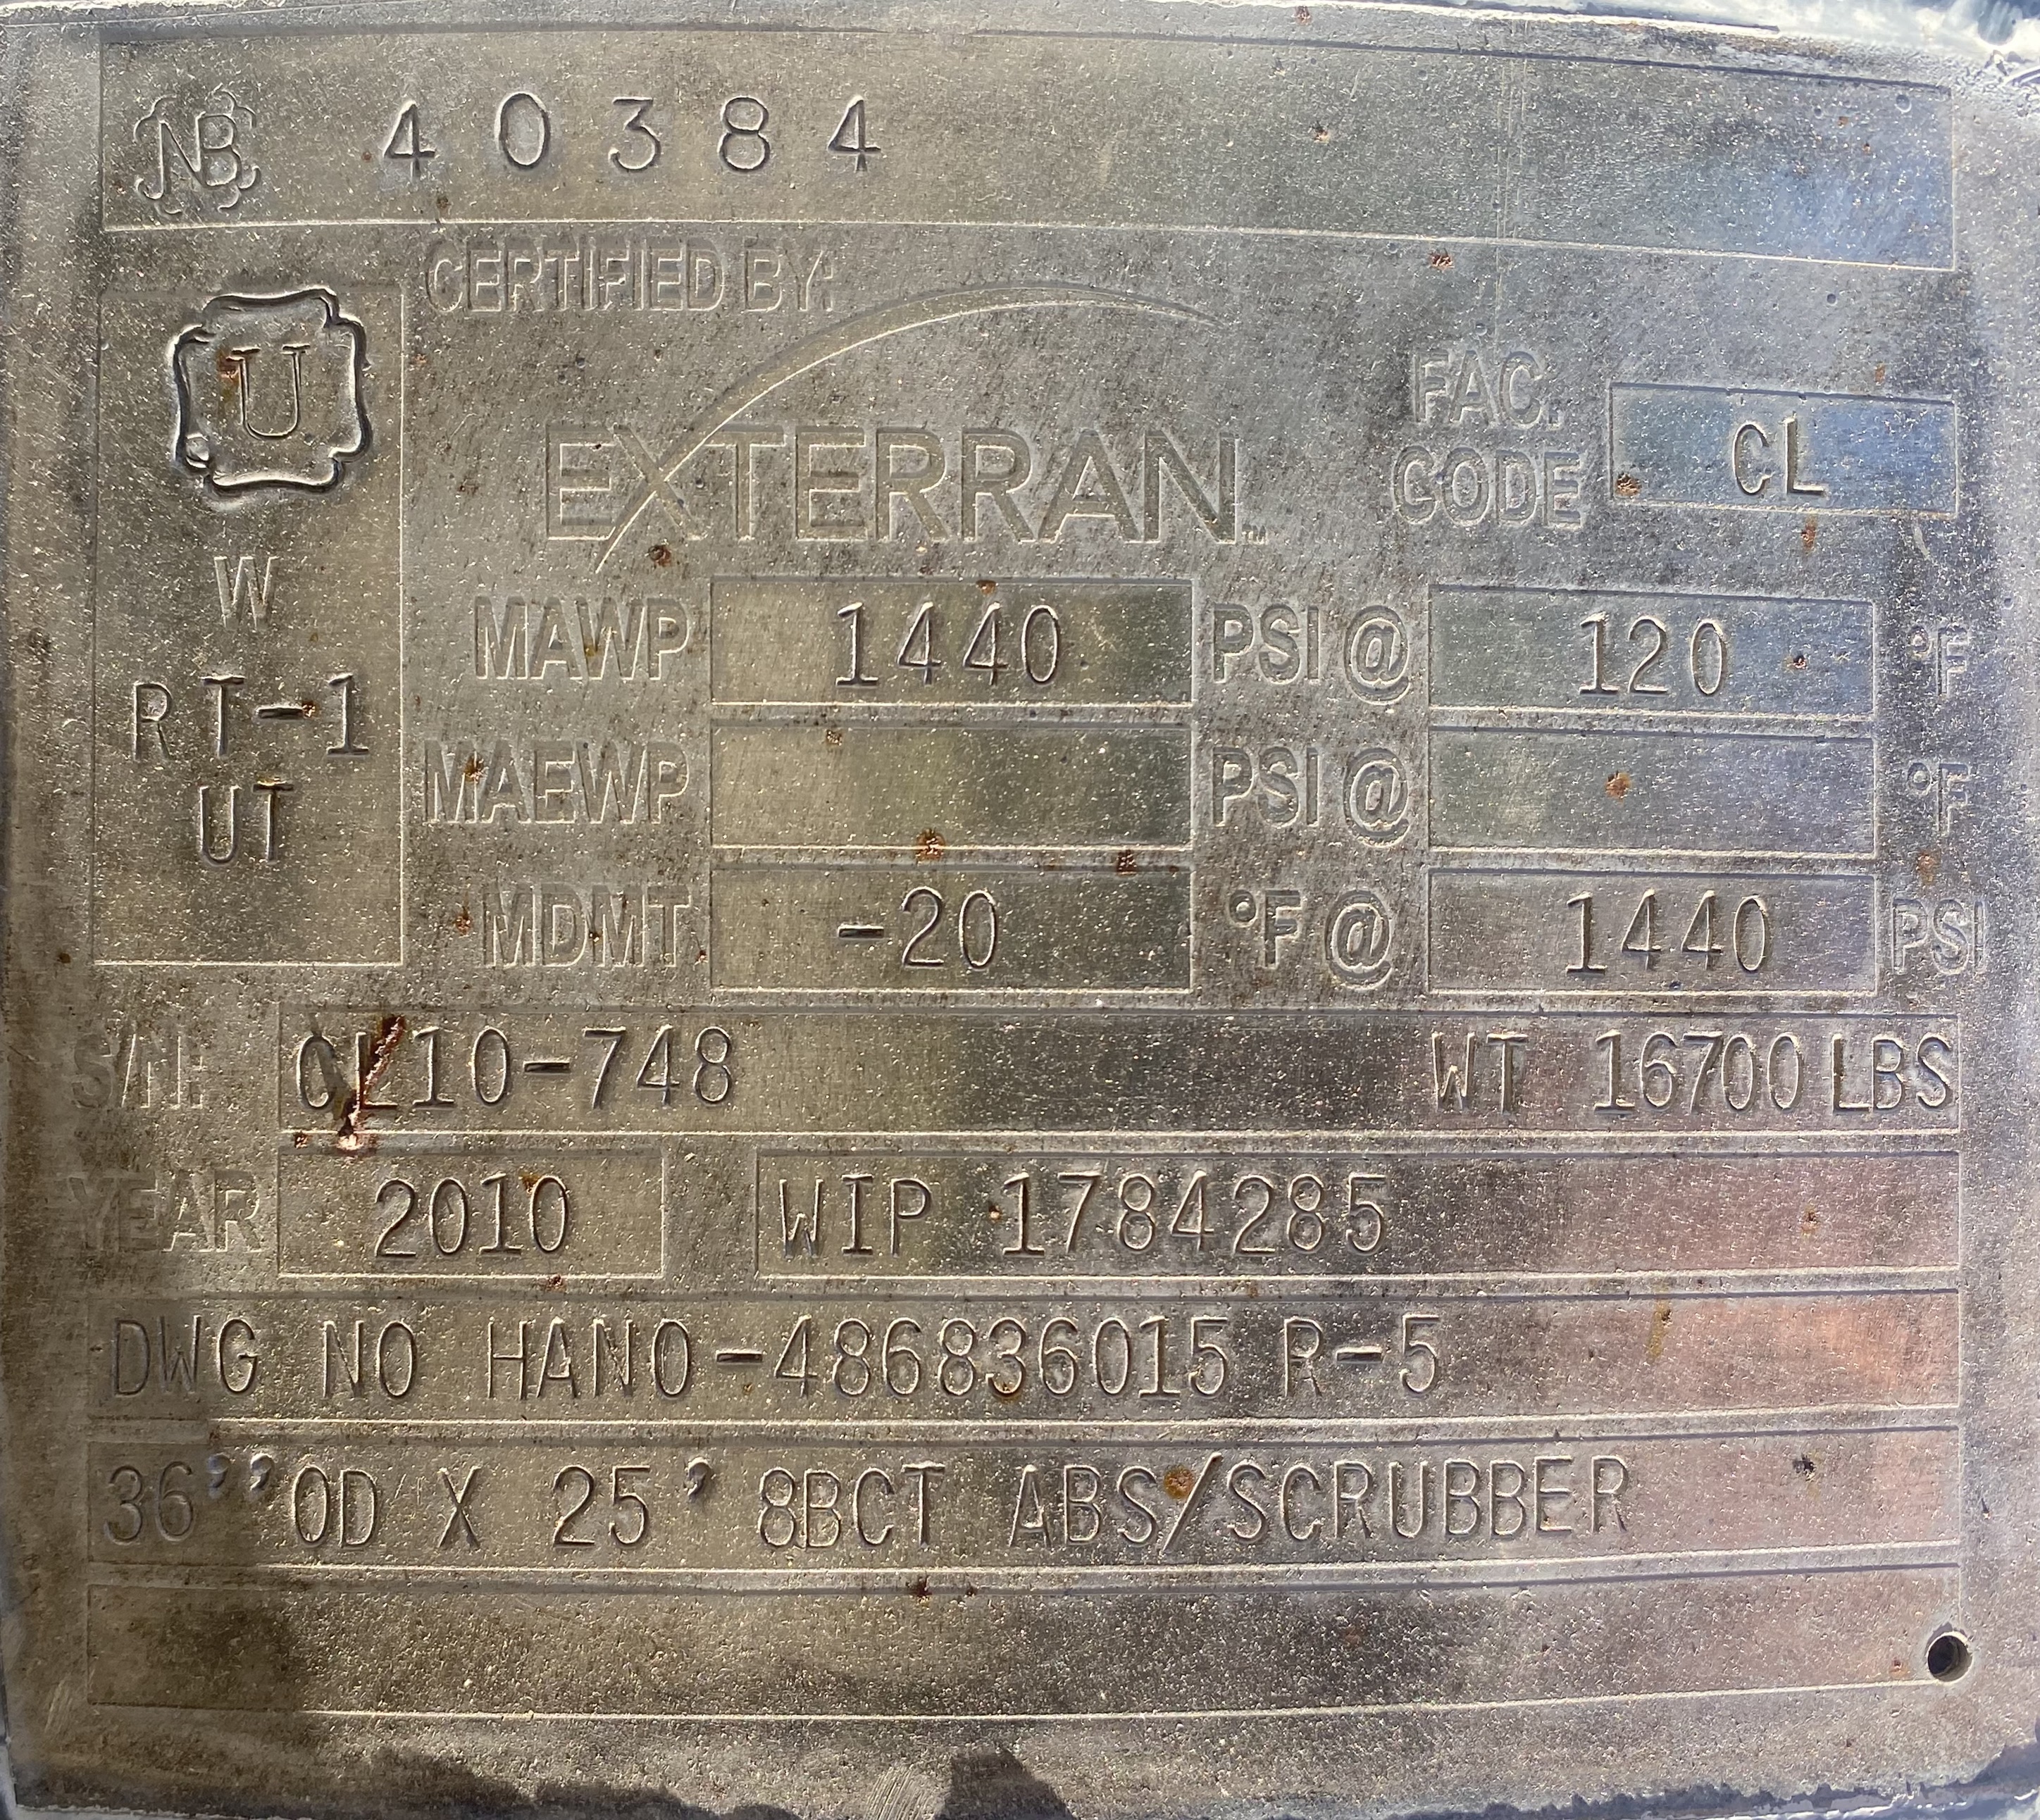 NB 40384
CERTIFIED BY:
U
EXTERRAN™
FAC. CODE CL
W
RT-1
UT
MAWP 1440 PSI @ 120 °F
MAEWP PSI @ °F
MDMT -20 °F @ 1440 PSI
S/N: CL10-748 WT 16700 LBS
YEAR 2010 WIP 1784285
DWG NO HANO-486836015 R-5
36’’OD X 25’ 8BCT ABS/SCRUBBER